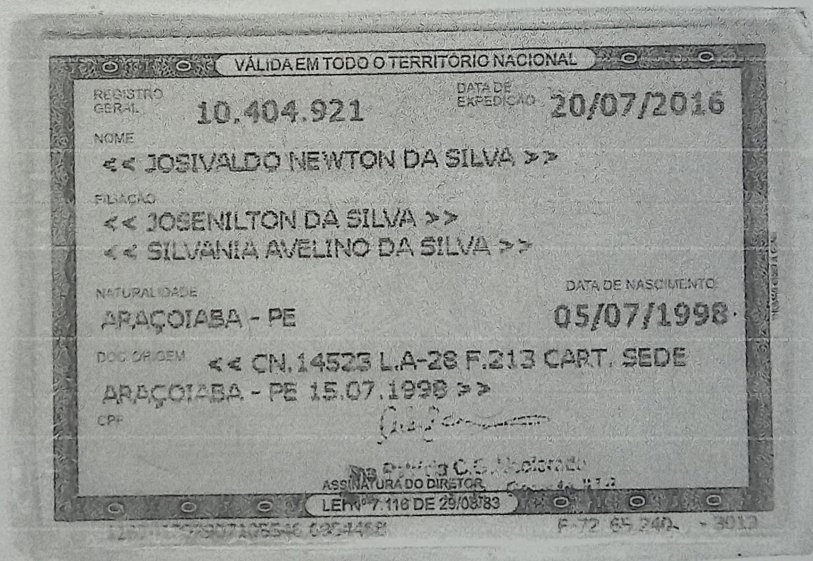 VÁLIDA EM TODO O TERRITÓRIO NACIONAL
REGISTRO GERAL 10.404.921 DATA DE EXPEDIÇÃO 20/07/2016
NOME
<< JOSIVALDO NEWTON DA SILVA >>
FILIAÇÃO
<< JOSENILTON DA SILVA >>
<< SILVANIA AVELINO DA SILVA >>
NATURALIDADE DATA DE NASCIMENTO
ARAÇOIABA - PE 05/07/1998
DOC ORIGEM << CN.14523 L.A-28 F.213 CART. SEDE
ARAÇOIABA - PE 15.07.1998 >>
CPF
ASSINATURA DO DIRETOR
LEI Nº 7.116 DE 29/08/83